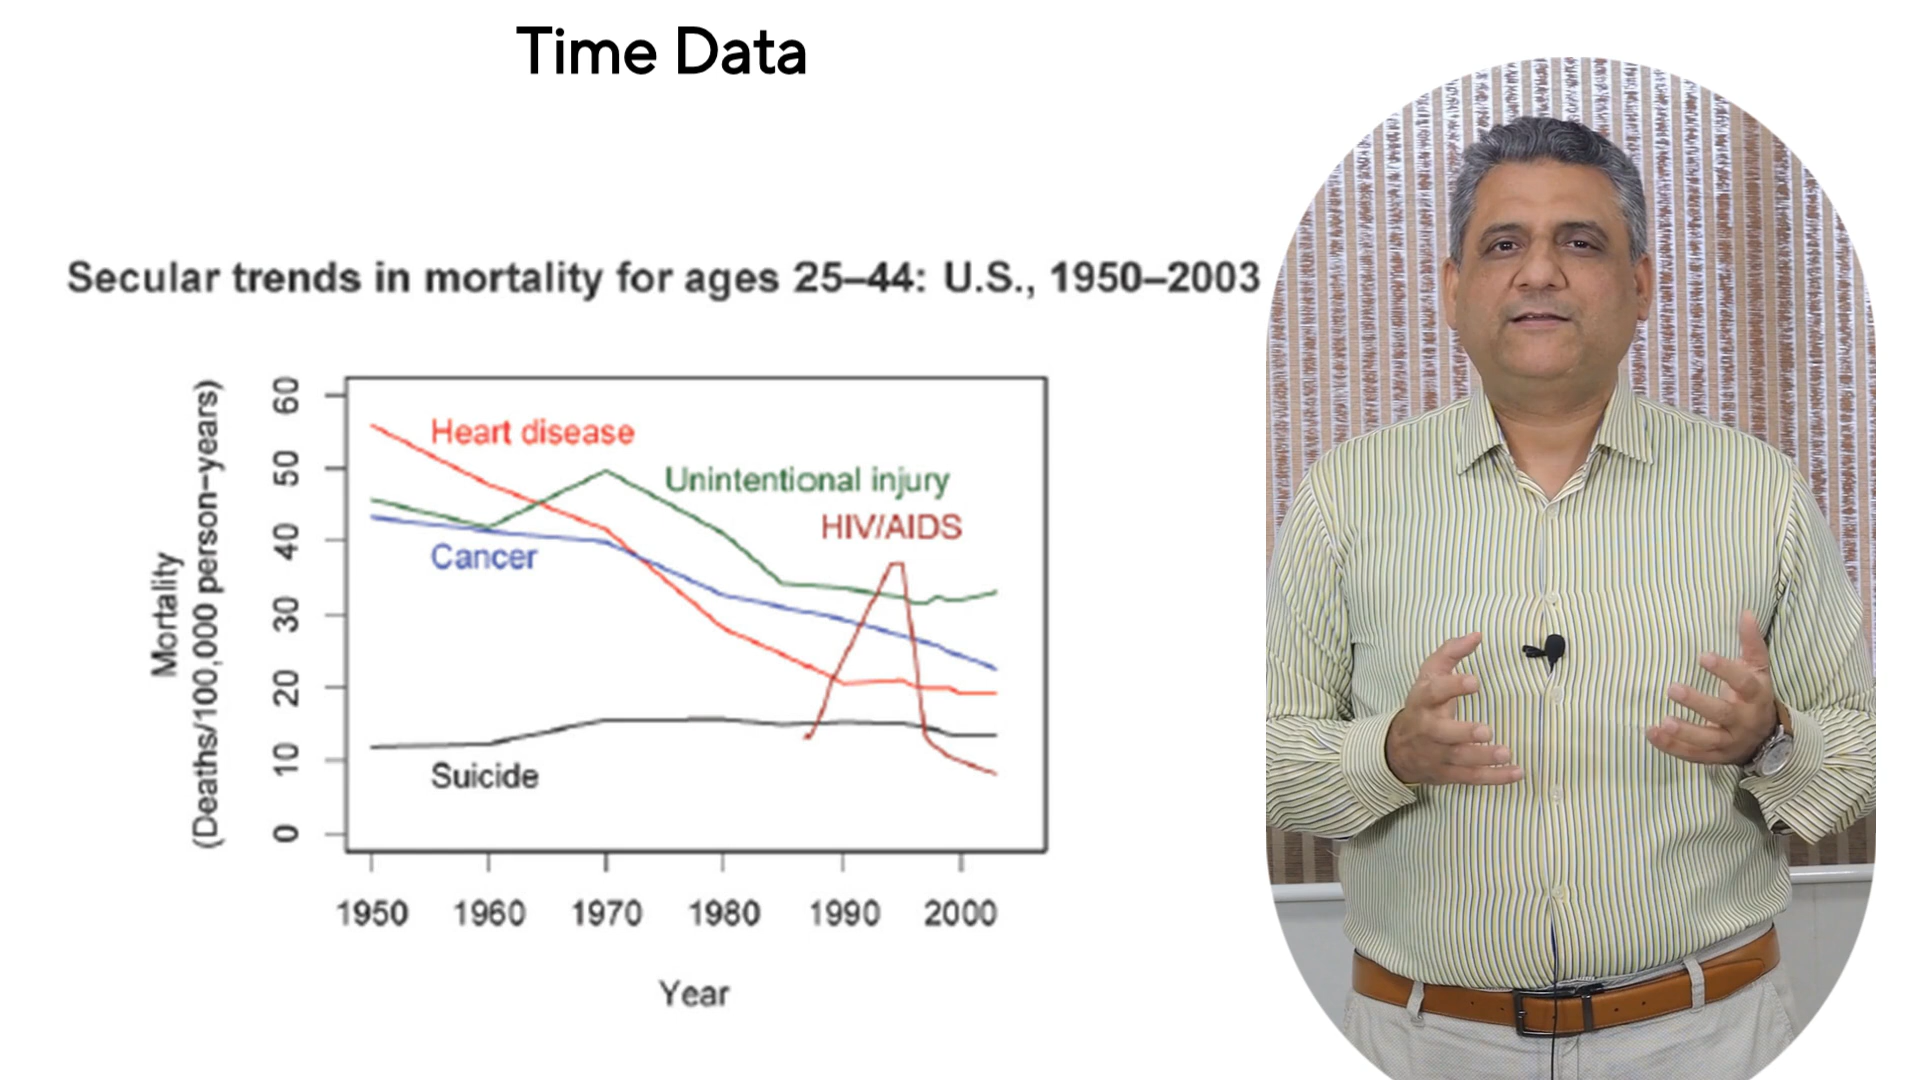 Time Data
Secular trends in mortality for ages 25–44: U.S., 1950–2003
Mortality
(Deaths/100,000 person−years)
60
50
40
30
20
10
0
Heart disease
Unintentional injury
HIV/AIDS
Cancer
Suicide
1950 1960 1970 1980 1990 2000
Year